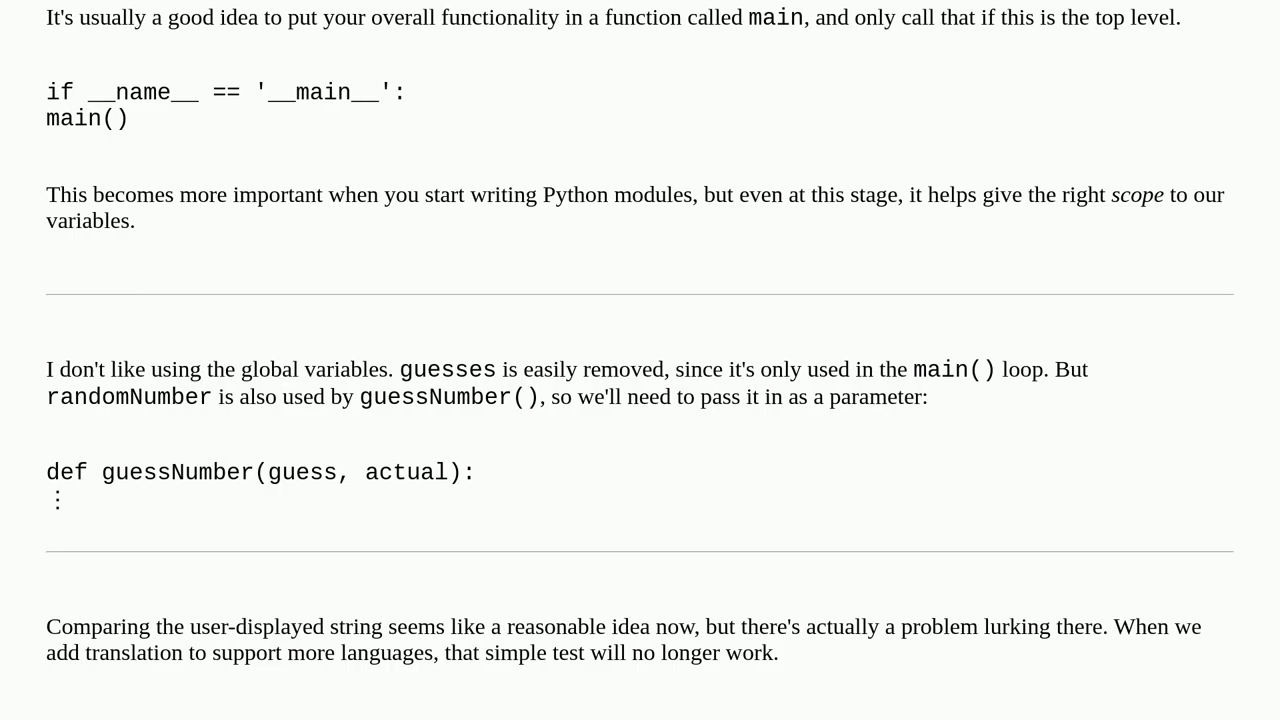 It's usually a good idea to put your overall functionality in a function called main, and only call that if this is the top level.
if __name__ == '__main__':
main()
This becomes more important when you start writing Python modules, but even at this stage, it helps give the right scope to our
variables.
I don't like using the global variables. guesses is easily removed, since it's only used in the main() loop. But
randomNumber is also used by guessNumber(), so we'll need to pass it in as a parameter:
def guessNumber(guess, actual):
⋮
Comparing the user-displayed string seems like a reasonable idea now, but there's actually a problem lurking there. When we
add translation to support more languages, that simple test will no longer work.